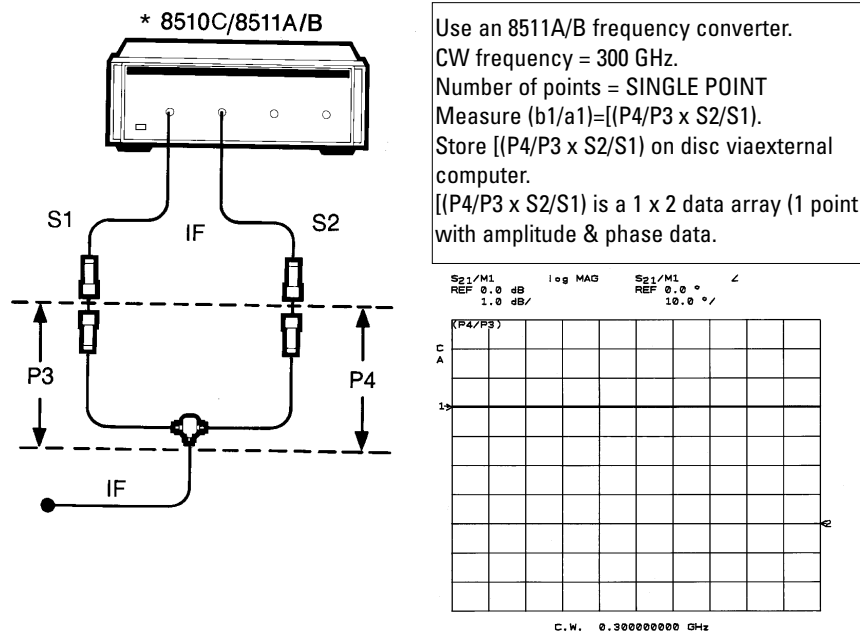 * 8510C/8511A/B
S1
IF
S2
P3
P4
IF
Use an 8511A/B frequency converter.
CW frequency = 300 GHz.
Number of points = SINGLE POINT
Measure (b1/a1)=[(P4/P3 x S2/S1).
Store [(P4/P3 x S2/S1) on disc viaexternal
computer.
[(P4/P3 x S2/S1) is a 1 x 2 data array (1 point
with amplitude & phase data.
S21/M1 log MAG S21/M1 ∠
REF 0.0 dB REF 0.0 °
1.0 dB/ 10.0 °/
(P4/P3)
C
A
1
2
C.W. 0.300000000 GHz